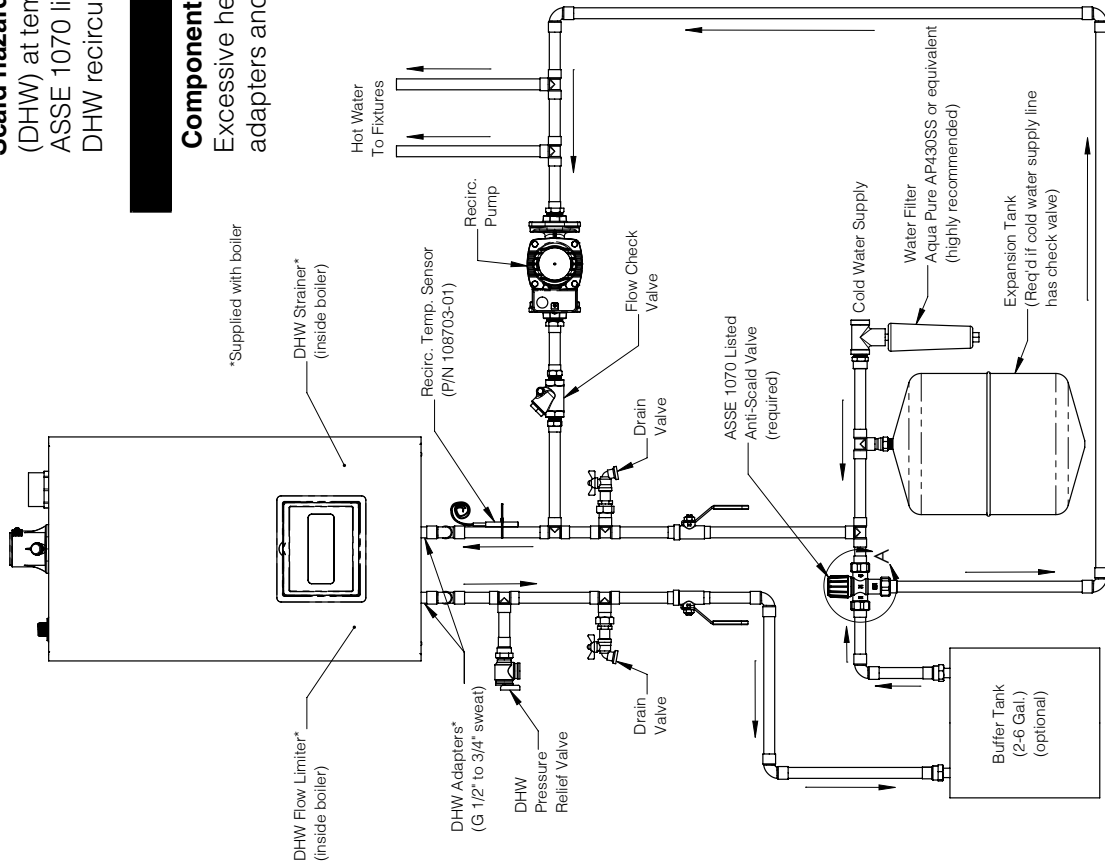 Scald hazard
(DHW) at tem
ASSE 1070 li
DHW recircu
Component
Excessive he
adapters and
*Supplied with boiler
DHW Flow Limiter*
(inside boiler)
DHW Strainer*
(inside boiler)
Hot Water
To Fixtures
Recirc.
Pump
Recirc. Temp. Sensor
(P/N 108703-01)
Flow Check
Valve
DHW Adapters*
(G 1/2" to 3/4" sweat)
DHW
Pressure
Relief Valve
Drain
Valve
Drain
Valve
ASSE 1070 Listed
Anti-Scald Valve
(required)
Cold Water Supply
Water Filter
Aqua Pure AP430SS or equivalent
(highly recommended)
Expansion Tank
(Req'd if cold water supply line
has check valve)
A
Buffer Tank
(2-6 Gal.)
(optional)